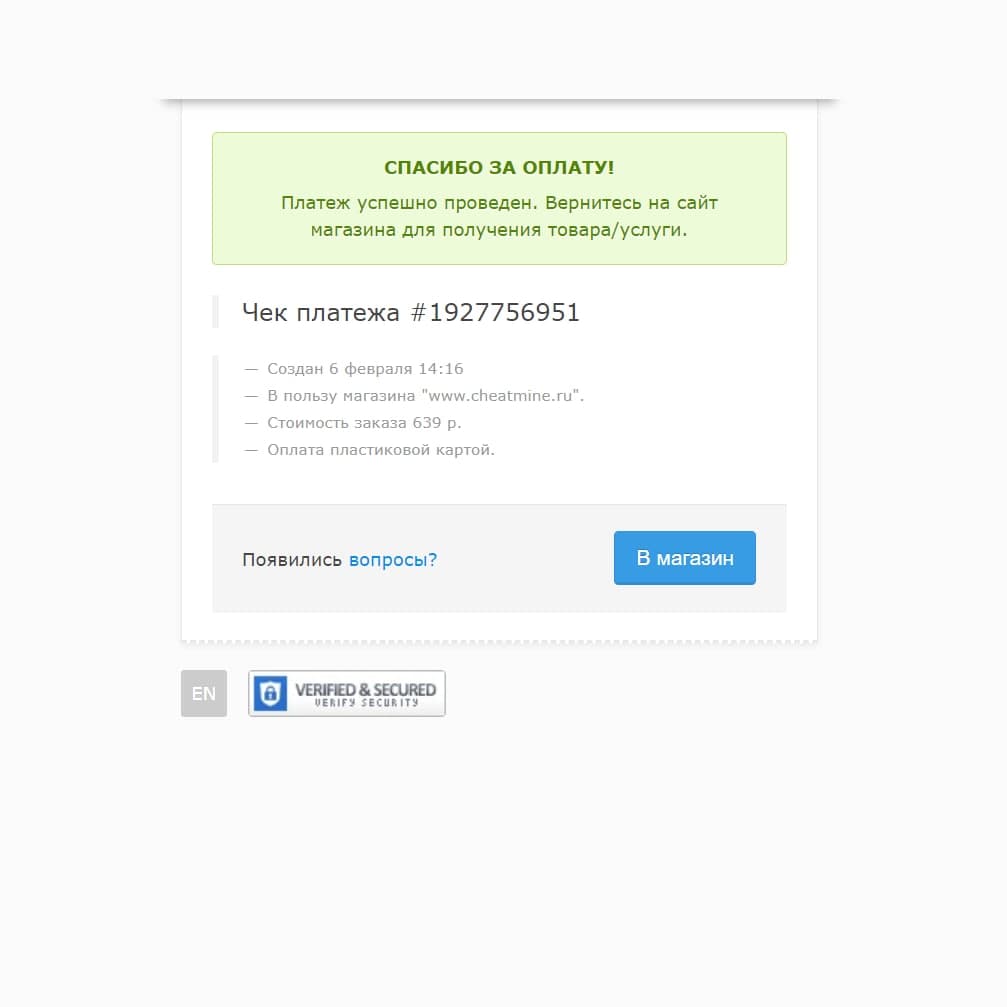 СПАСИБО ЗА ОПЛАТУ!
Платеж успешно проведен. Вернитесь на сайт
магазина для получения товара/услуги.
Чек платежа #1927756951
— Создан 6 февраля 14:16
— В пользу магазина "www.cheatmine.ru".
— Стоимость заказа 639 р.
— Оплата пластиковой картой.
Появились вопросы?
В магазин
EN
VERIFIED & SECURED
VERIFY SECURITY